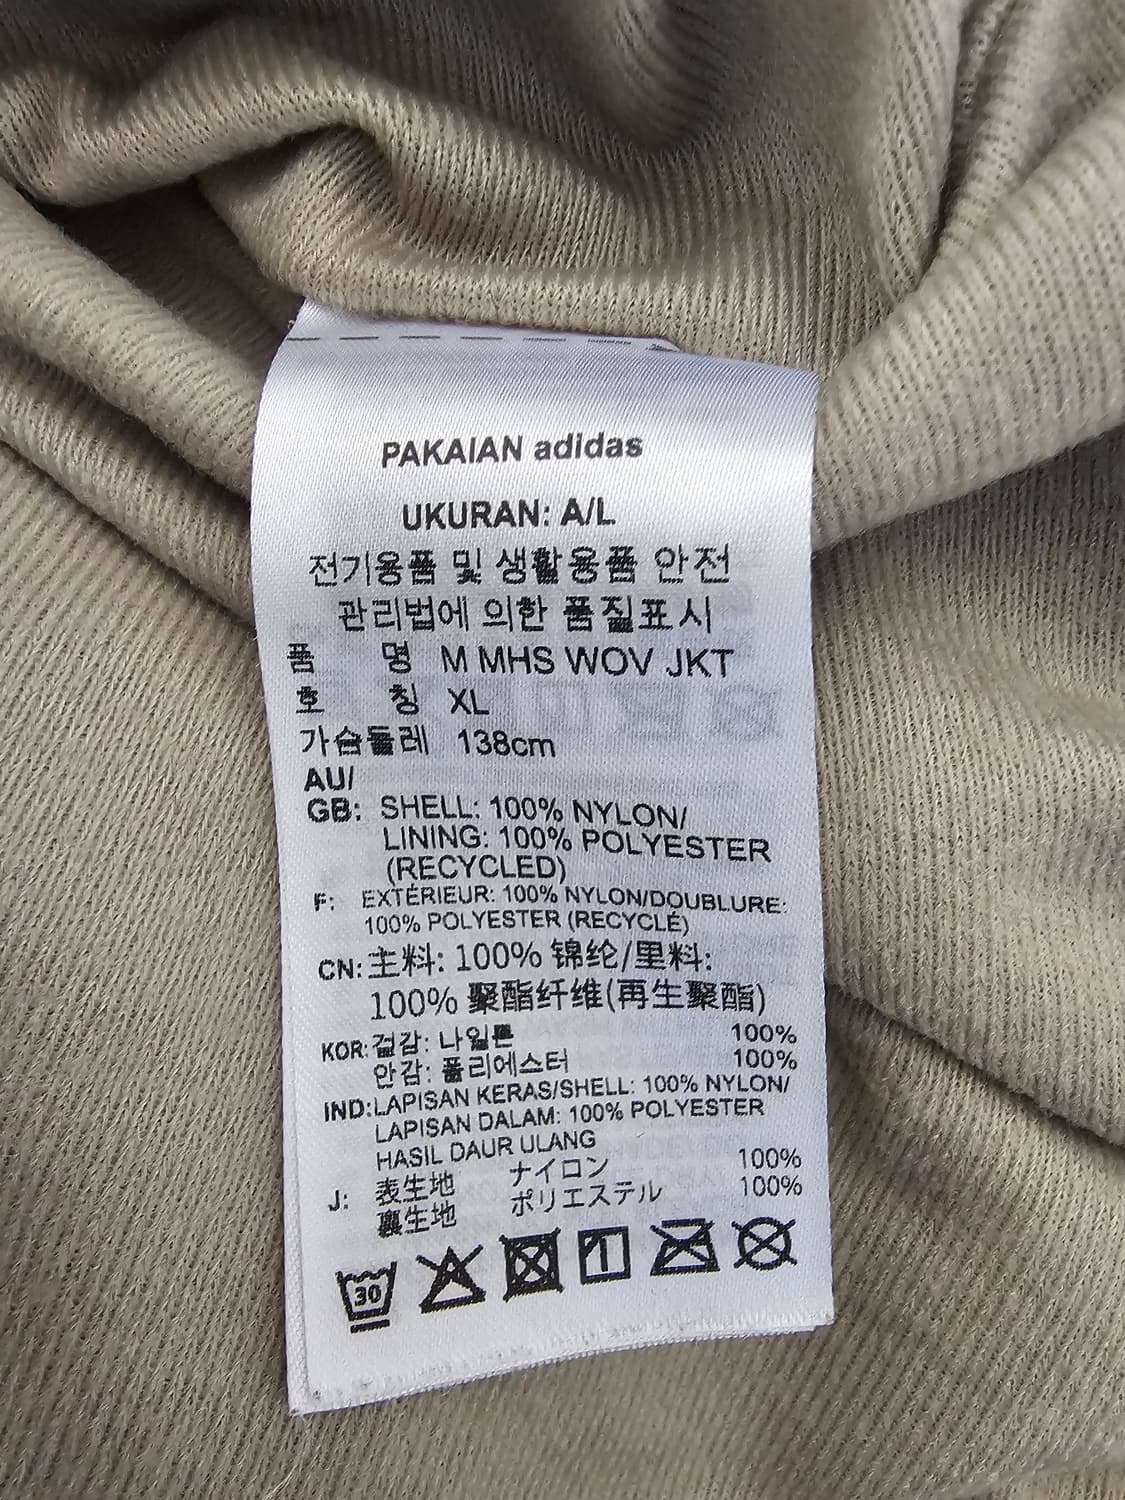 PAKAIAN adidas
UKURAN: A/L
전기용품 및 생활용품 안전
관리법에 의한 품질표시
품 명 M MHS WOV JKT
호 칭 XL
가슴둘레 138cm
AU/
GB: SHELL: 100% NYLON/
LINING: 100% POLYESTER
(RECYCLED)
F: EXTÉRIEUR: 100% NYLON/DOUBLURE:
100% POLYESTER (RECYCLÉ)
CN: 主料: 100% 锦纶/里料:
100% 聚酯纤维(再生聚酯)
KOR: 겉감: 나일론 100%
안감: 폴리에스터 100%
IND: LAPISAN KERAS/SHELL: 100% NYLON/
LAPISAN DALAM: 100% POLYESTER
HASIL DAUR ULANG
J: 表生地 ナイロン 100%
裏生地 ポリエステル 100%
30